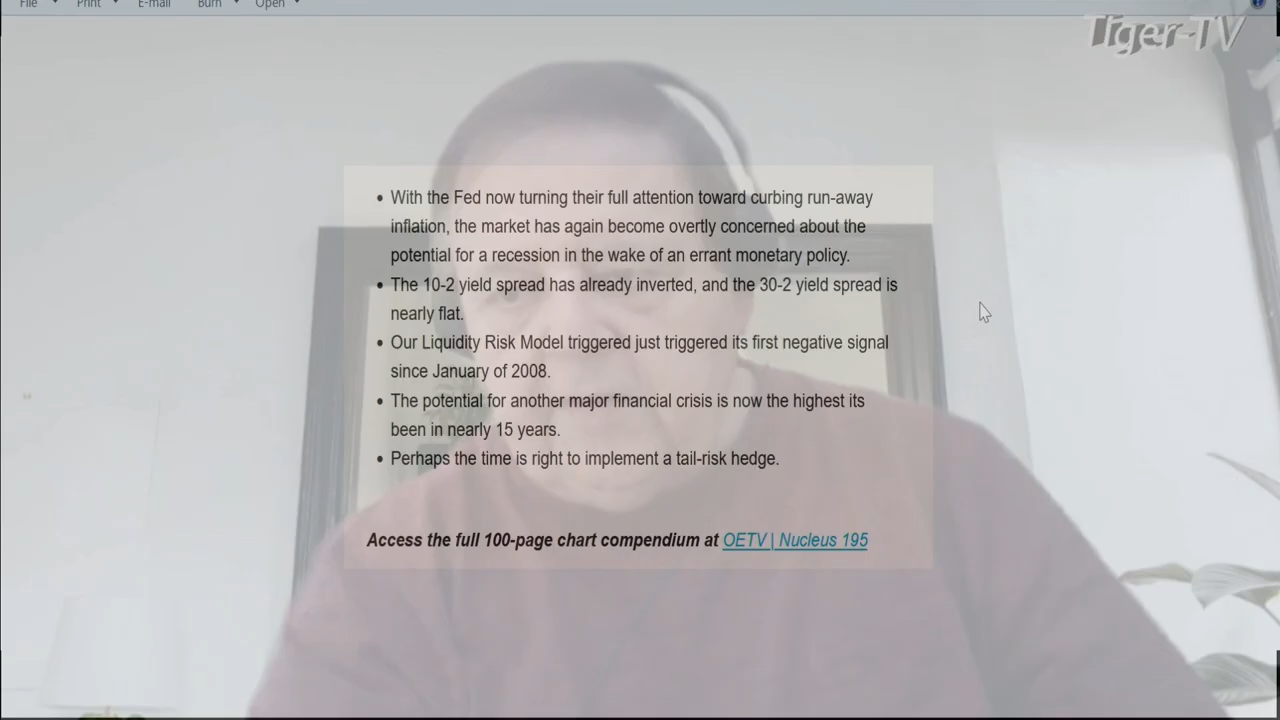 File Print E-mail Burn Open
Tiger-TV
• With the Fed now turning their full attention toward curbing run-away
inflation, the market has again become overtly concerned about the
potential for a recession in the wake of an errant monetary policy.
• The 10-2 yield spread has already inverted, and the 30-2 yield spread is
nearly flat.
• Our Liquidity Risk Model triggered just triggered its first negative signal
since January of 2008.
• The potential for another major financial crisis is now the highest its
been in nearly 15 years.
• Perhaps the time is right to implement a tail-risk hedge.
Access the full 100-page chart compendium at OETV | Nucleus 195